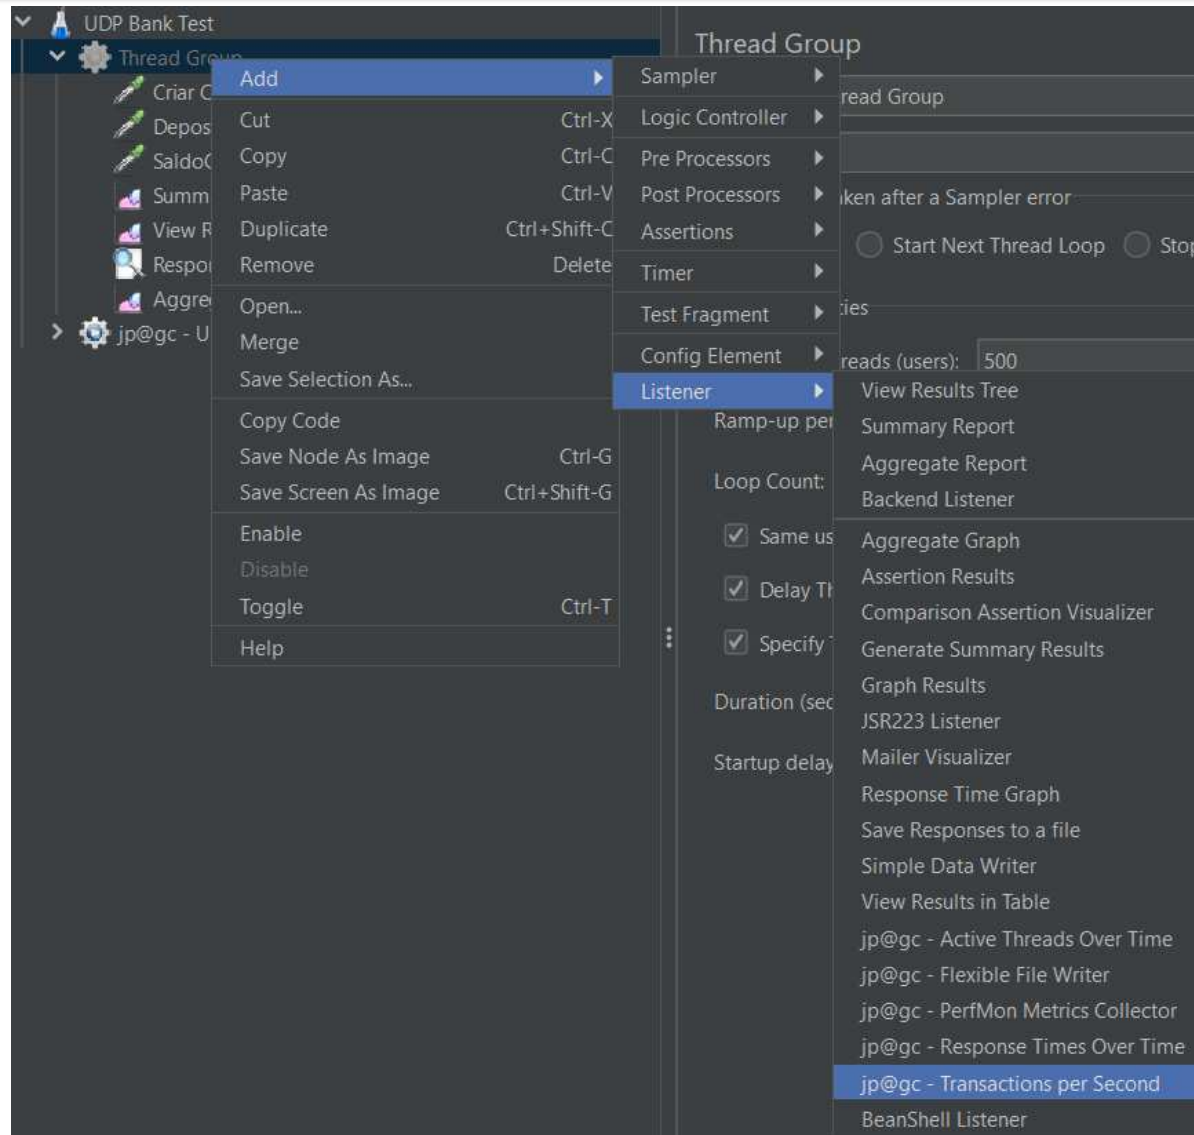 UDP Bank Test
Thread Group
Criar C
Depos
SaldoC
Summ
View R
Respon
Aggre
jp@gc - U
Add
Cut Ctrl-X
Copy Ctrl-C
Paste Ctrl-V
Duplicate Ctrl+Shift-C
Remove Delete
Open...
Merge
Save Selection As...
Copy Code
Save Node As Image Ctrl-G
Save Screen As Image Ctrl+Shift-G
Enable
Disable
Toggle Ctrl-T
Help
Sampler
Logic Controller
Pre Processors
Post Processors
Assertions
Timer
Test Fragment
Config Element
Listener
Thread Group
read Group
ken after a Sampler error
Start Next Thread Loop Stop
ties
reads (users): 500
Ramp-up per
Loop Count:
Same us
Delay Th
Specify
Duration (sec
Startup delay
View Results Tree
Summary Report
Aggregate Report
Backend Listener
Aggregate Graph
Assertion Results
Comparison Assertion Visualizer
Generate Summary Results
Graph Results
JSR223 Listener
Mailer Visualizer
Response Time Graph
Save Responses to a file
Simple Data Writer
View Results in Table
jp@gc - Active Threads Over Time
jp@gc - Flexible File Writer
jp@gc - PerfMon Metrics Collector
jp@gc - Response Times Over Time
jp@gc - Transactions per Second
BeanShell Listener